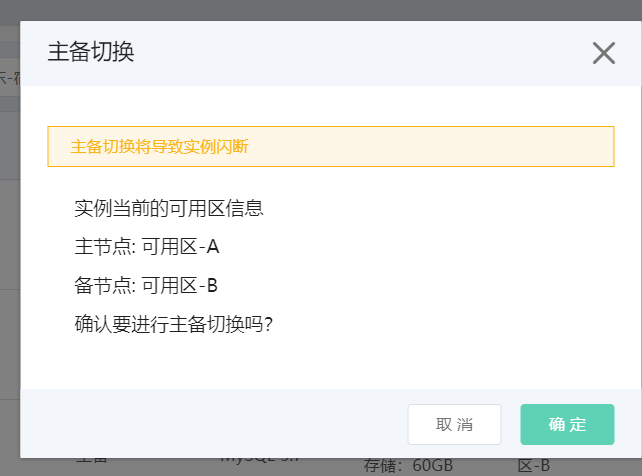 主备切换
主备切换将导致实例闪断
实例当前的可用区信息
主节点: 可用区-A
备节点: 可用区-B
确认要进行主备切换吗?
取 消
确 定
存储：60GB
区-B